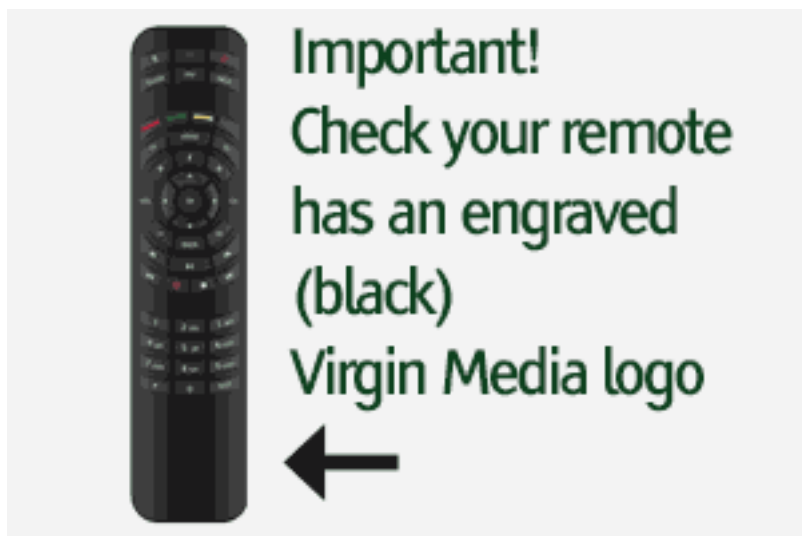 Important!
Check your remote
has an engraved
(black)
Virgin Media logo